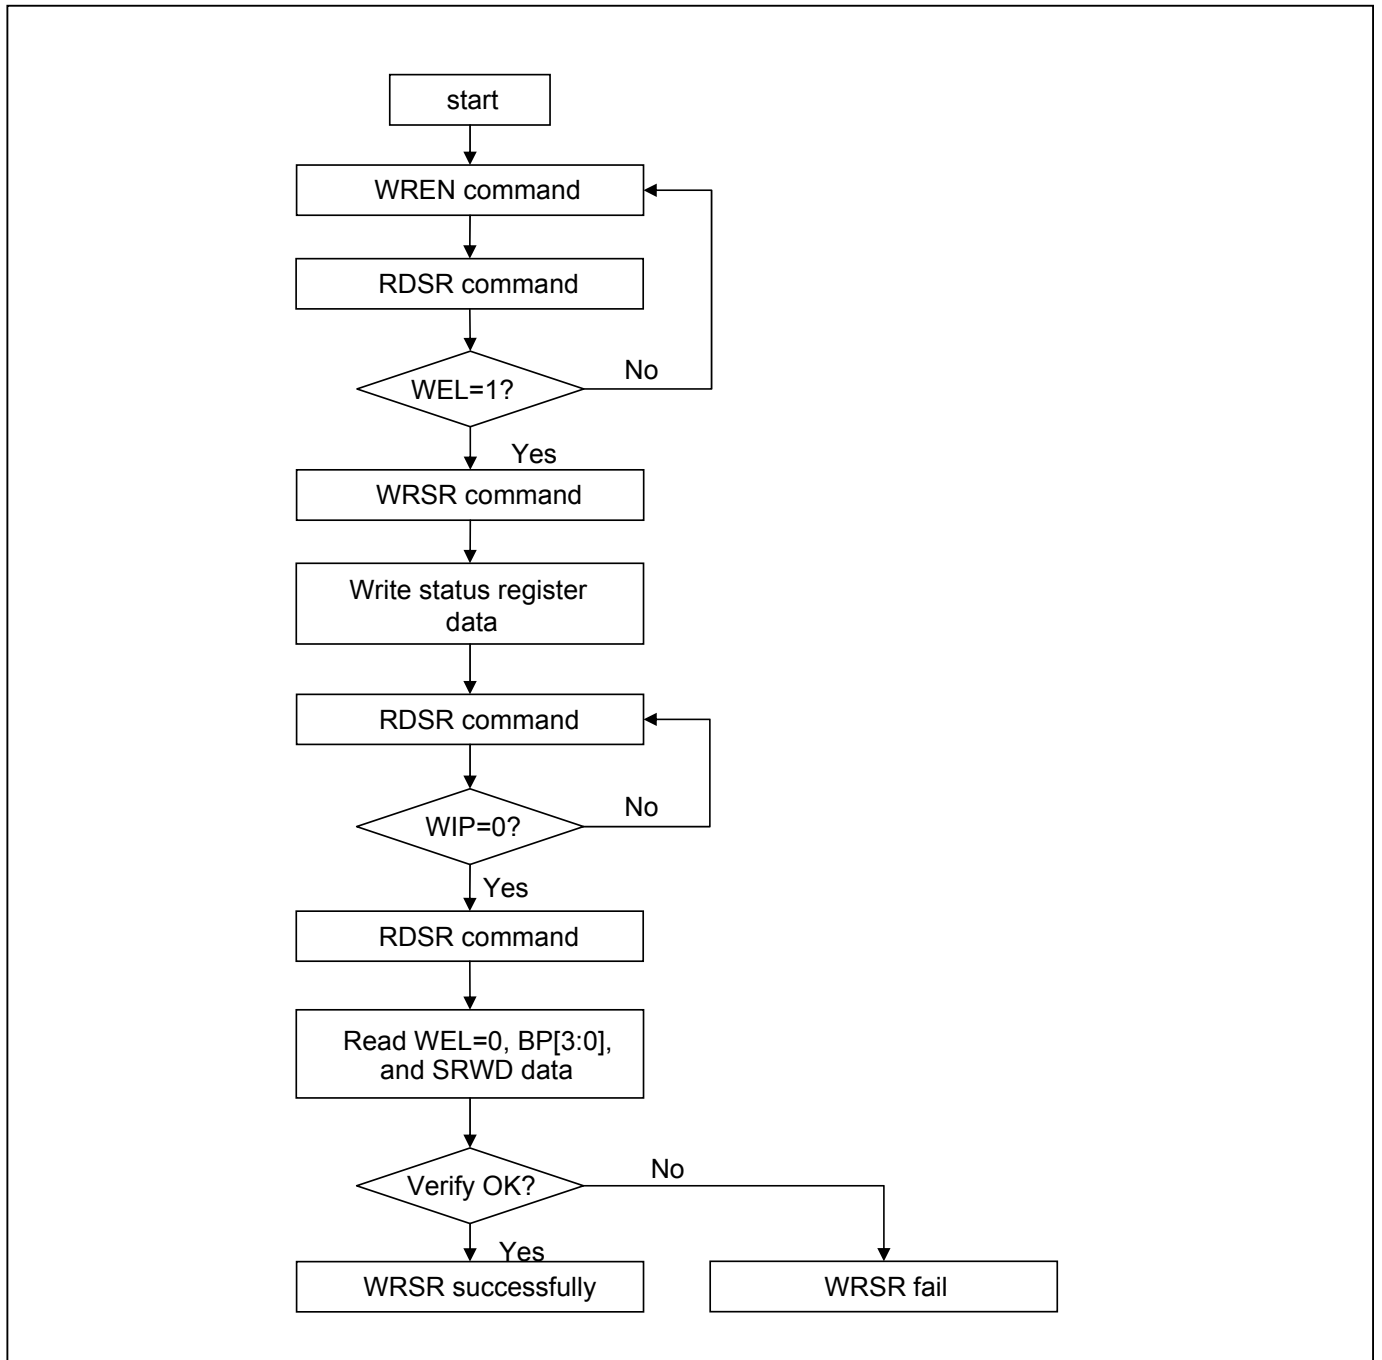 start
WREN command
RDSR command
WEL=1?
No
Yes
WRSR command
Write status register
data
RDSR command
WIP=0?
No
Yes
RDSR command
Read WEL=0, BP[3:0],
and SRWD data
Verify OK?
No
Yes
WRSR successfully
WRSR fail